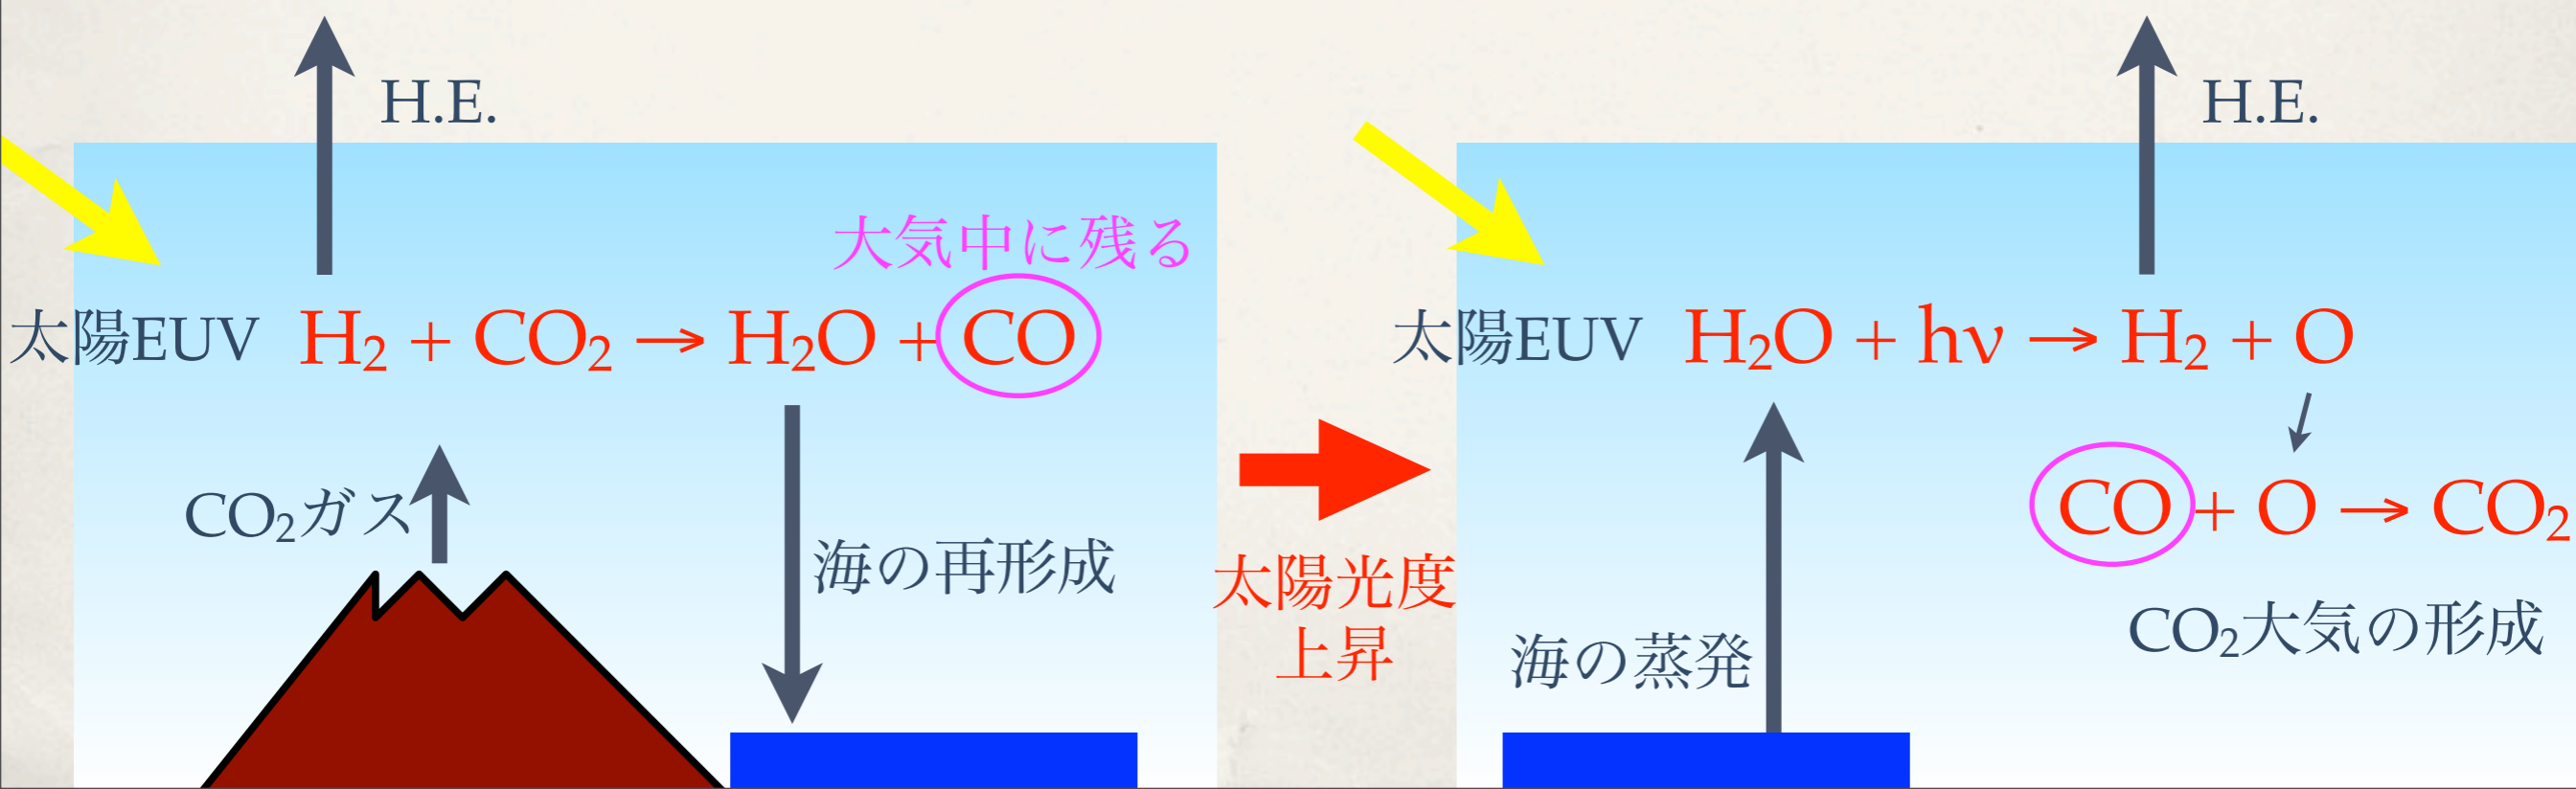 H.E.
大気中に残る
太陽EUV H₂ + CO₂ → H₂O + CO
CO₂ガス
海の再形成
太陽光度
上昇
H.E.
太陽EUV H₂O + hν → H₂ + O
CO + O → CO₂
CO₂大気の形成
海の蒸発